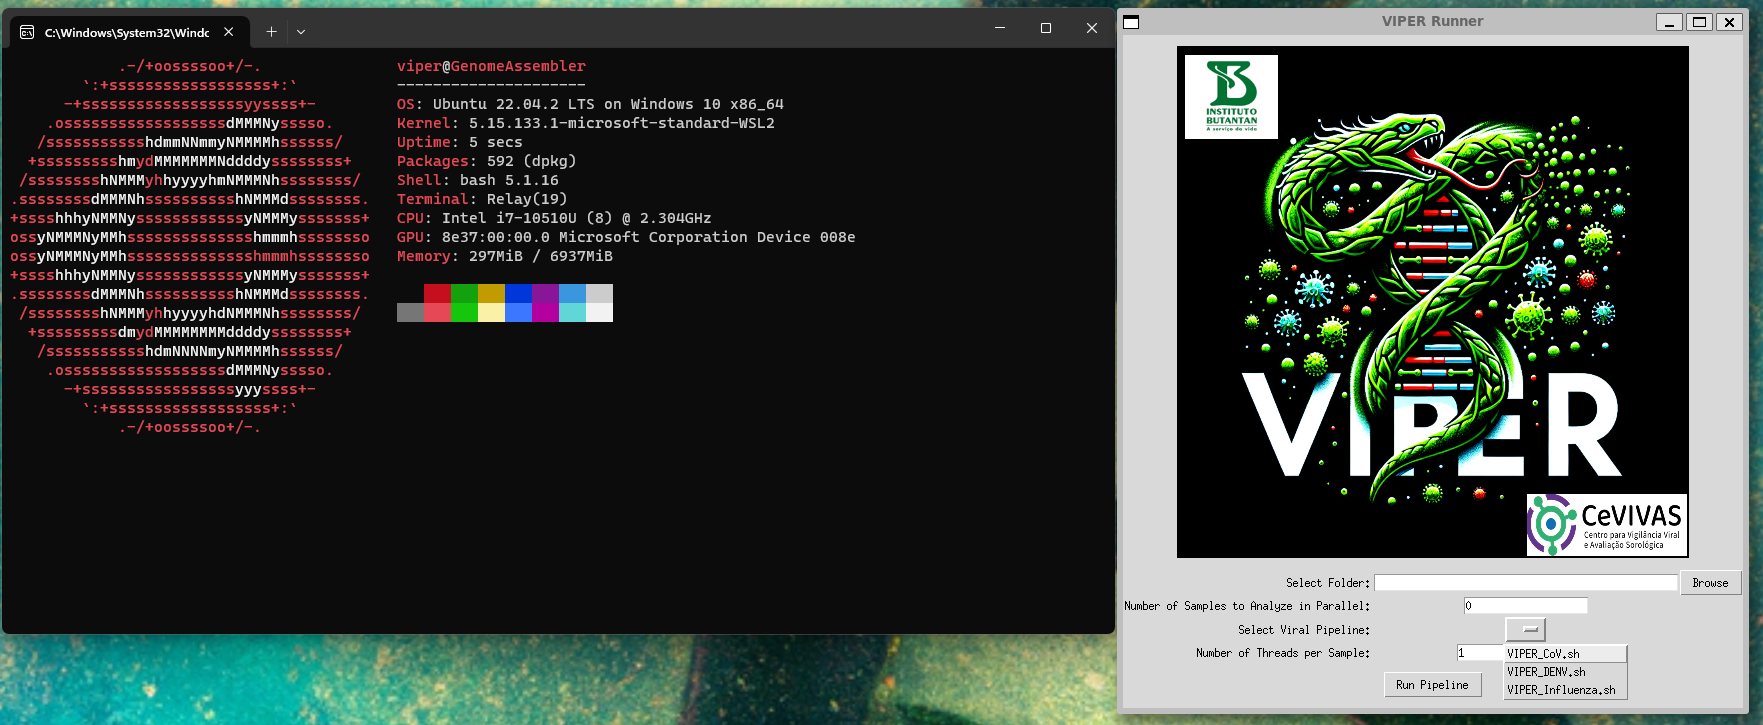 C:\Windows\System32\Windc
.-/+oossssoo+/-.
`:+ssssssssssssssssss+:`
-+ssssssssssssssssssyyssss+-
.ossssssssssssssssssdMMMNysssso.
/ssssssssssshdmmNNmmyNMMMMhssssss/
+ssssssssshmydMMMMMMMNddddyssssssss+
/sssssssshNMMMyhhyyyyhmNMMMNhssssssss/
.ssssssssdMMMNhsssssssssshNMMMdssssssss.
+sssshhhyNMMNyssssssssssssyNMMMysssssss+
ossyNMMMNyMMhsssssssssssssshmmmhssssssso
ossyNMMMNyMMhsssssssssssssshmmmhssssssso
+sssshhhyNMMNyssssssssssssyNMMMysssssss+
.ssssssssdMMMNhsssssssssshNMMMdssssssss.
/sssssssshNMMMyhhyyyyhdNMMMNhssssssss/
+sssssssssdmydMMMMMMMMddddyssssssss+
/ssssssssssshdmNNNNmyNMMMMhssssss/
.ossssssssssssssssssdMMMNysssso.
-+sssssssssssssssssyyyssss+-
`:+ssssssssssssssssss+:`
.-/+oossssoo+/-.
viper@GenomeAssembler
---------------------
OS: Ubuntu 22.04.2 LTS on Windows 10 x86_64
Kernel: 5.15.133.1-microsoft-standard-WSL2
Uptime: 5 secs
Packages: 592 (dpkg)
Shell: bash 5.1.16
Terminal: Relay(19)
CPU: Intel i7-10510U (8) @ 2.304GHz
GPU: 8e37:00:00.0 Microsoft Corporation Device 008e
Memory: 297MiB / 6937MiB
VIPER Runner
INSTITUTO
BUTANTAN
A serviço da vida
VIPER
CeVIVAS
Centro para Vigilância Viral
e Avaliação Sorológica
Select Folder:
Browse
Number of Samples to Analyze in Parallel: 0
Select Viral Pipeline:
Number of Threads per Sample: 1
VIPER_CoV.sh
VIPER_DENV.sh
VIPER_Influenza.sh
Run Pipeline